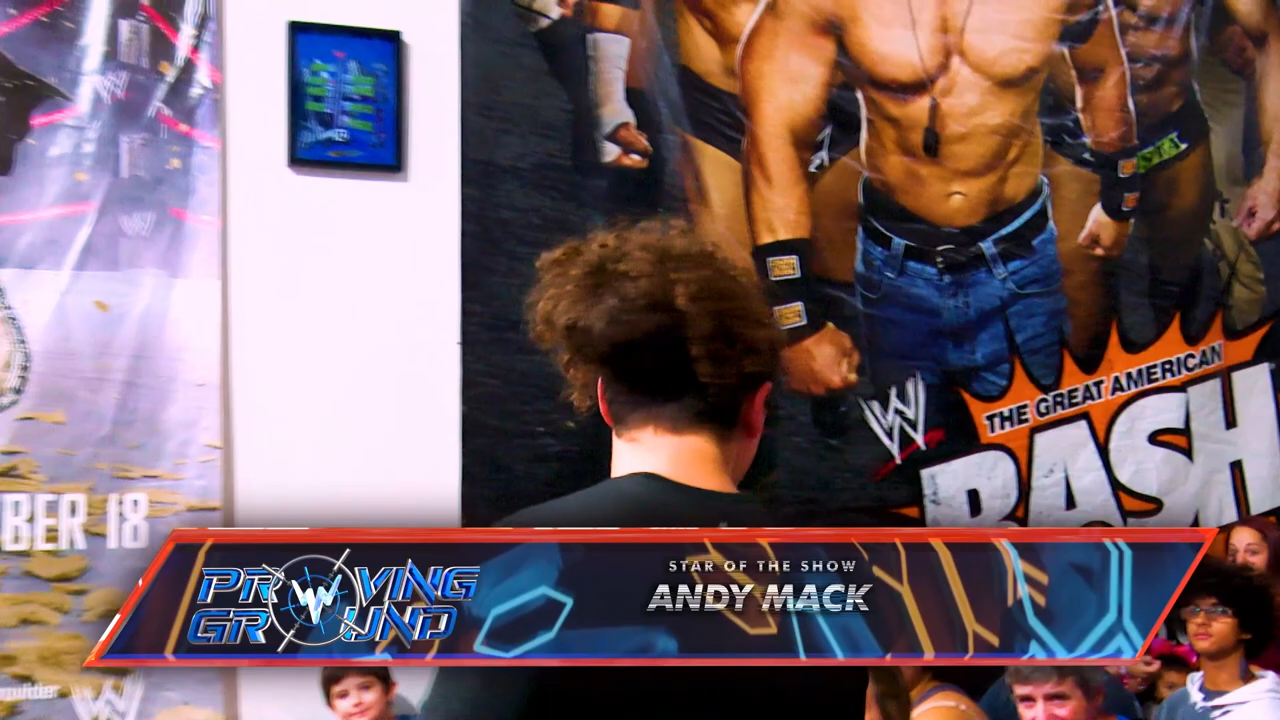 THE GREAT AMERICAN
BASH
BER 18
PROVING
GROUND
STAR OF THE SHOW
ANDY MACK